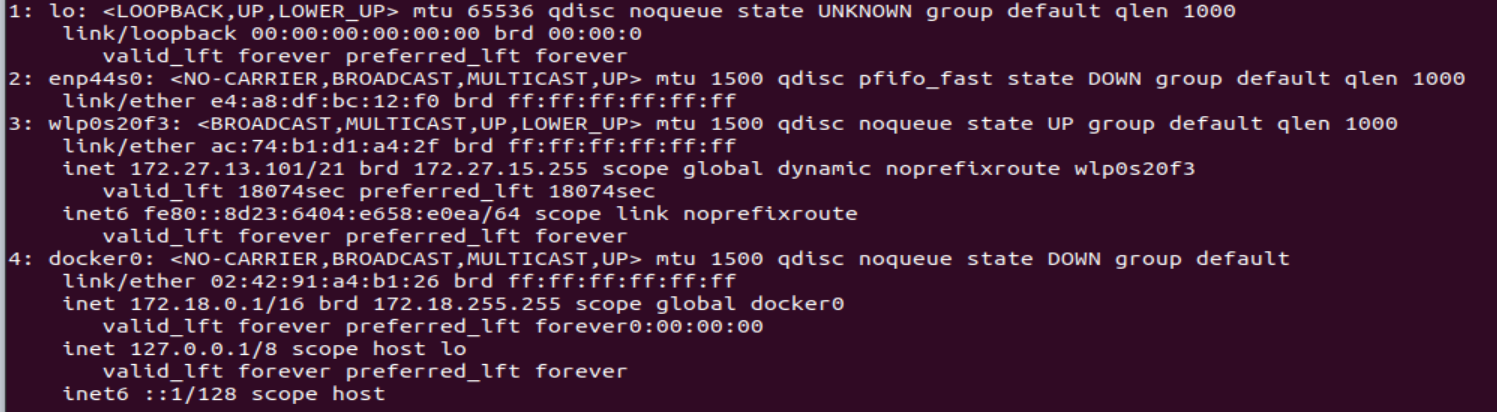 1: lo: <LOOPBACK,UP,LOWER_UP> mtu 65536 qdisc noqueue state UNKNOWN group default qlen 1000
link/loopback 00:00:00:00:00:00 brd 00:00:0
valid_lft forever preferred_lft forever
2: enp44s0: <NO-CARRIER,BROADCAST,MULTICAST,UP> mtu 1500 qdisc pfifo_fast state DOWN group default qlen 1000
link/ether e4:a8:df:bc:12:f0 brd ff:ff:ff:ff:ff:ff
3: wlp0s20f3: <BROADCAST,MULTICAST,UP,LOWER_UP> mtu 1500 qdisc noqueue state UP group default qlen 1000
link/ether ac:74:b1:d1:a4:2f brd ff:ff:ff:ff:ff:ff
inet 172.27.13.101/21 brd 172.27.15.255 scope global dynamic noprefixroute wlp0s20f3
valid_lft 18074sec preferred_lft 18074sec
inet6 fe80::8d23:6404:e658:e0ea/64 scope link noprefixroute
valid_lft forever preferred_lft forever
4: docker0: <NO-CARRIER,BROADCAST,MULTICAST,UP> mtu 1500 qdisc noqueue state DOWN group default
link/ether 02:42:91:a4:b1:26 brd ff:ff:ff:ff:ff:ff
inet 172.18.0.1/16 brd 172.18.255.255 scope global docker0
valid_lft forever preferred_lft forever0:00:00:00
inet 127.0.0.1/8 scope host lo
valid_lft forever preferred_lft forever
inet6 ::1/128 scope host